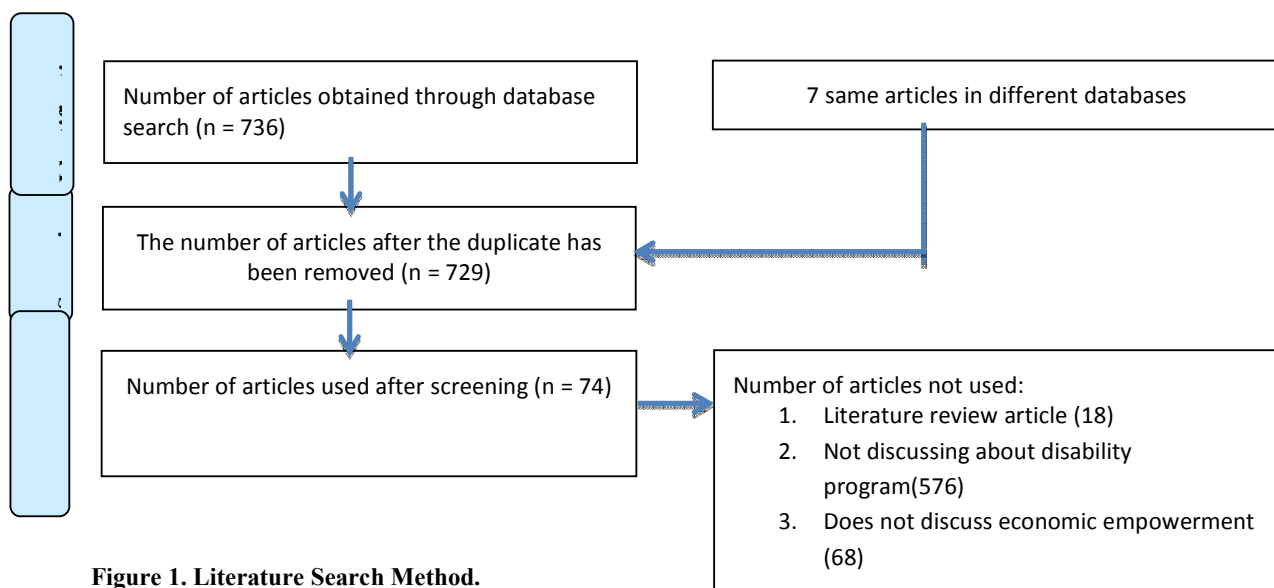 Number of articles obtained through database
search (n = 736)
7 same articles in different databases
The number of articles after the duplicate has
been removed (n = 729)
Number of articles used after screening (n = 74)
Number of articles not used:
1. Literature review article (18)
2. Not discussing about disability
program(576)
3. Does not discuss economic empowerment
(68)
Figure 1. Literature Search Method.